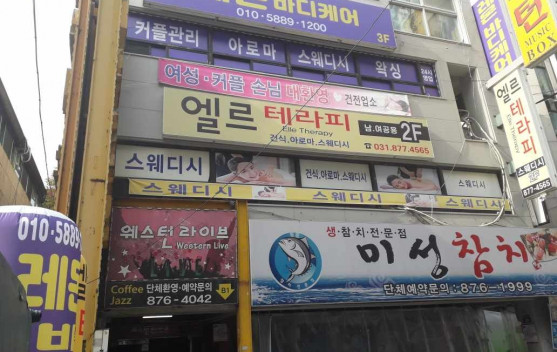 바디케어
010·5889·1200
3F
커플관리
아로마
스웨디시
왁싱
여성·커플 손님 대환영
건전업소
엘르 테라피
Elle Therapy
건식.아로마.스웨디시
남.여공용
2F
☎031.877.4565
스웨디시
건식.아로마.스웨디시
스웨디시
스웨디시
스웨디시
웨스턴 라이브
Western Live
Coffee
Jazz
단체환영·예약문의
876-4042
B1
생·참·치·전·문·점
미성참치
단체예약문의:876-1999
010·5889
MUSIC
BOX
엘르
테라피
스웨디시